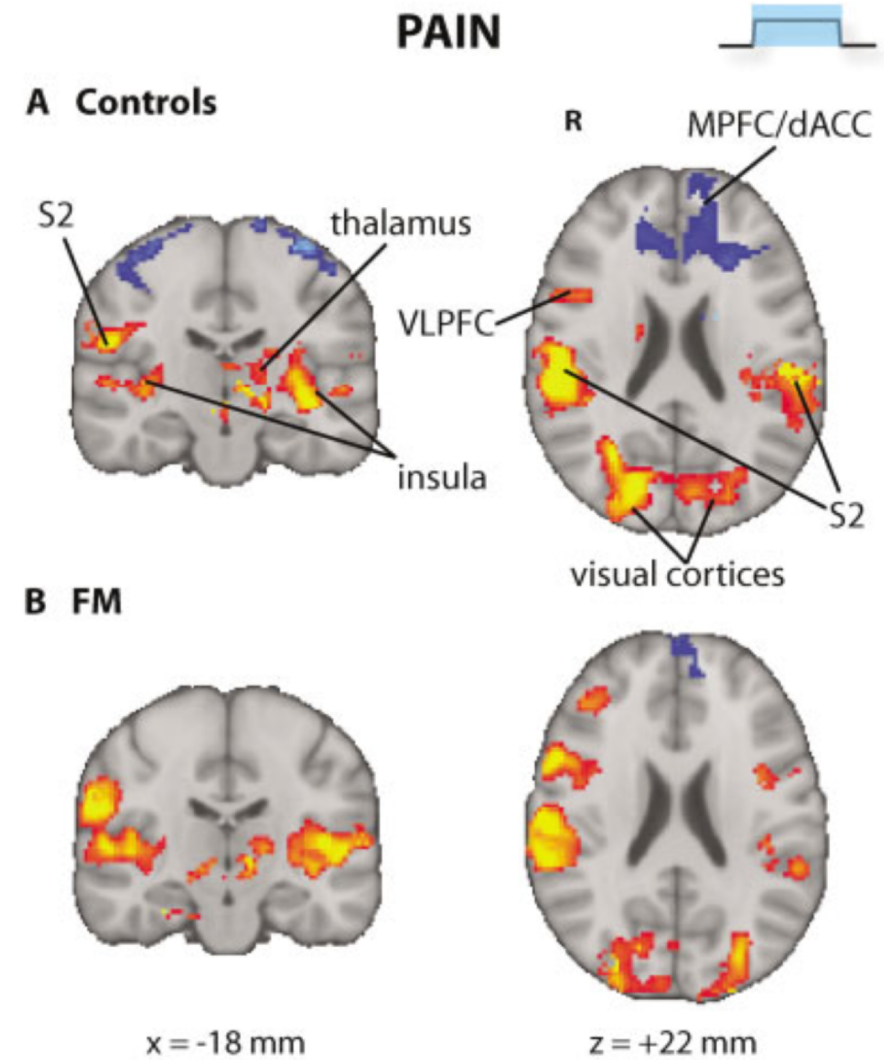 PAIN
A Controls
R
MPFC/dACC
S2
thalamus
VLPFC
insula
S2
visual cortices
B FM
x = -18 mm
z = +22 mm